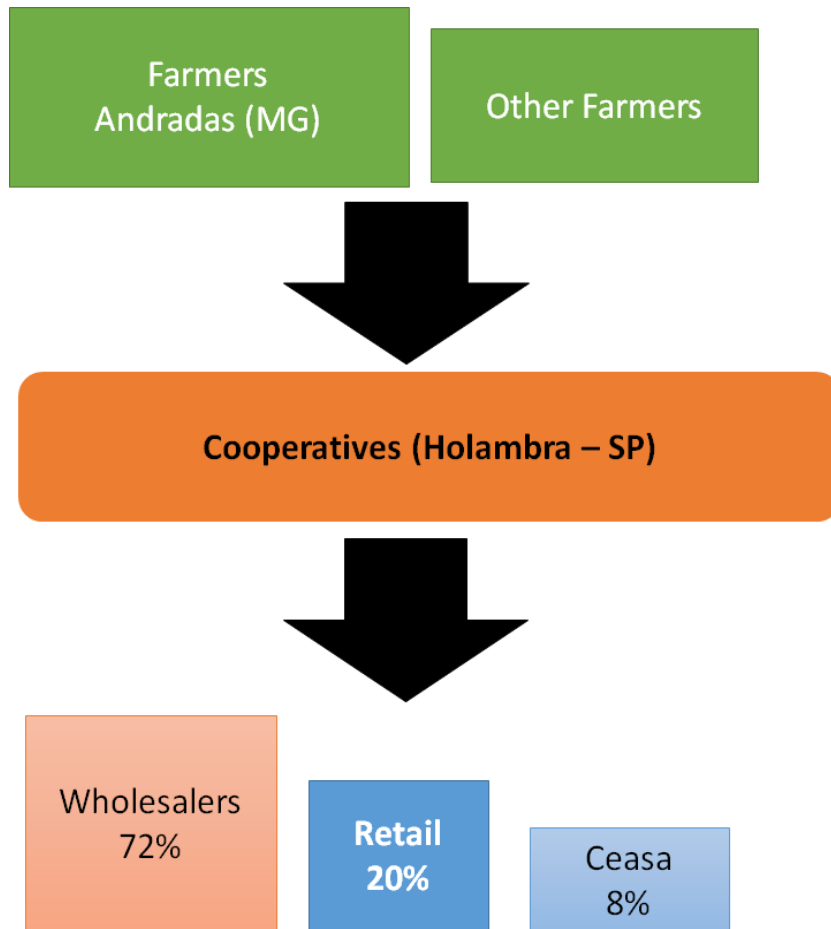 Farmers
Andradas (MG)
Other Farmers
Cooperatives (Holambra – SP)
Wholesalers
72%
Retail
20%
Ceasa
8%